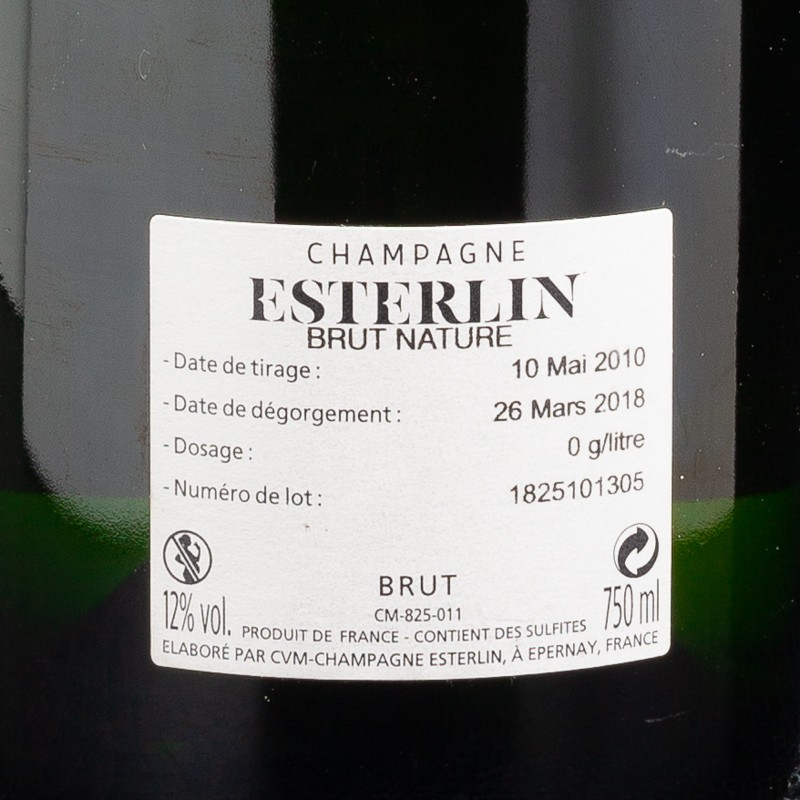 CHAMPAGNE
ESTERLIN
BRUT NATURE
- Date de tirage : 10 Mai 2010
- Date de dégorgement : 26 Mars 2018
- Dosage : 0 g/litre
- Numéro de lot : 1825101305
BRUT
CM-825-011
12% vol. PRODUIT DE FRANCE - CONTIENT DES SULFITES 750 ml
ELABORÉ PAR CVM-CHAMPAGNE ESTERLIN, À EPERNAY, FRANCE